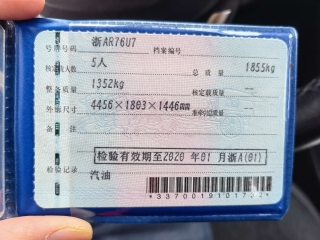 号牌号码 浙AR76U7 档案编号
核定载人数 5人 总质量 1855kg
整备质量 1352kg 核定载质量 --
外廓尺寸 4456×1803×1446mm 准牵引总质量 --
备注
检验有效期至2020年01月浙A(01)
检验记录 汽油